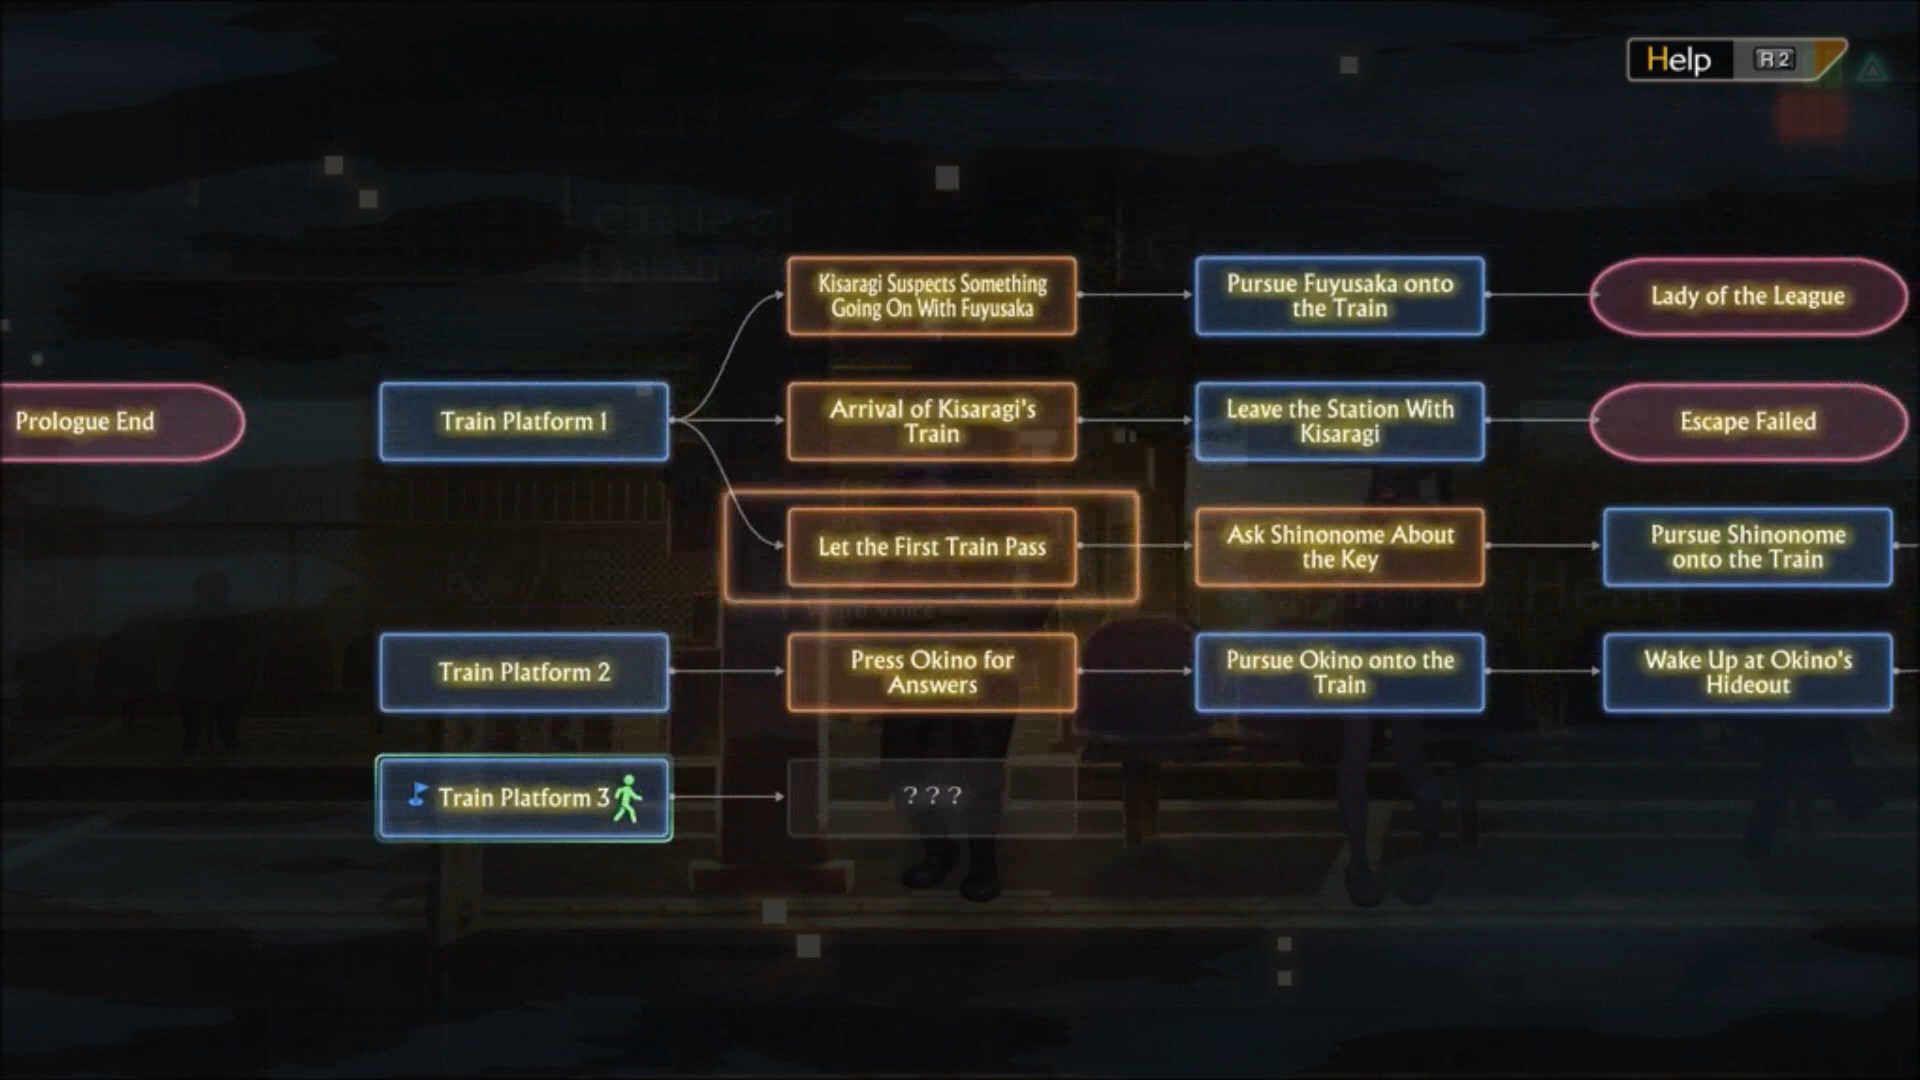 Help R2
Kisaragi Suspects Something
Going On With Fuyusaka
Pursue Fuyusaka onto
the Train
Lady of the League
Prologue End
Train Platform 1
Arrival of Kisaragi's
Train
Leave the Station With
Kisaragi
Escape Failed
Let the First Train Pass
Ask Shinonome About
the Key
Pursue Shinonome
onto the Train
Train Platform 2
Press Okino for
Answers
Pursue Okino onto the
Train
Wake Up at Okino's
Hideout
Train Platform 3
? ? ?